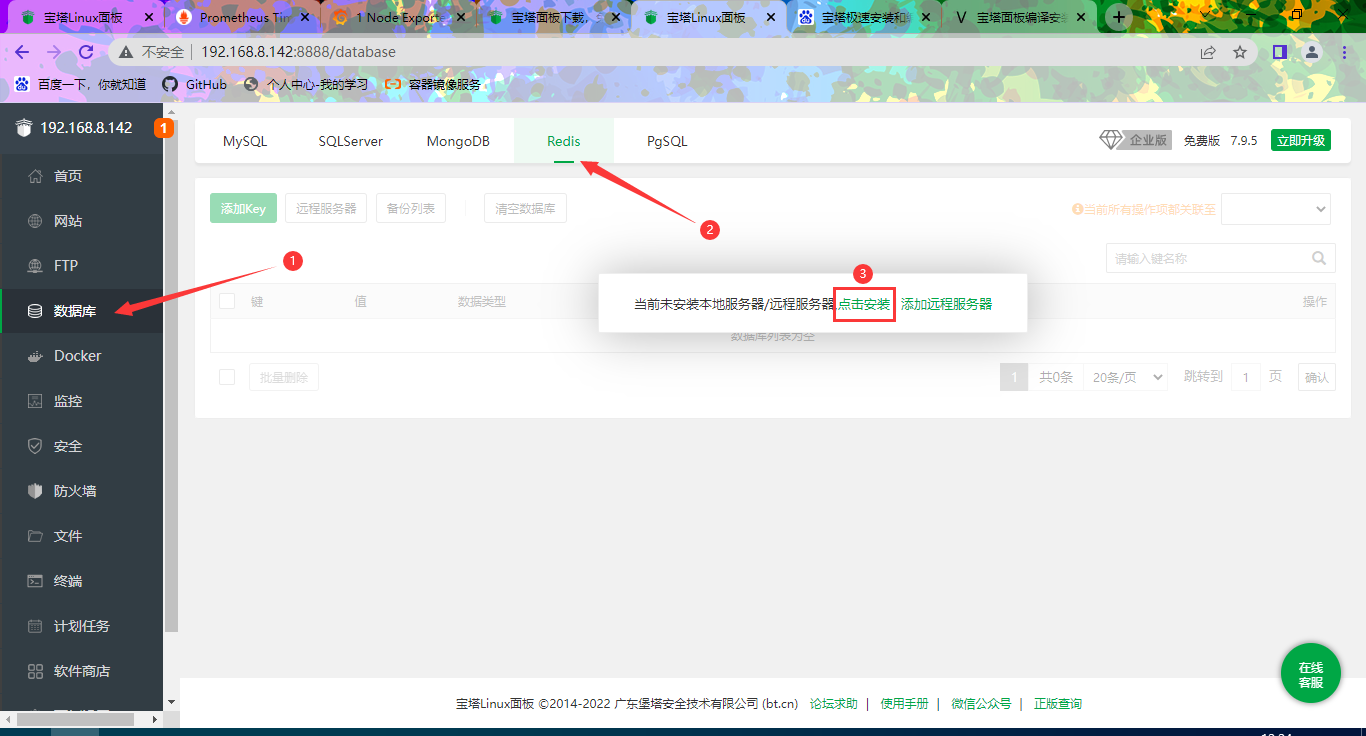 宝塔Linux面板
Prometheus Tim
1 Node Exporte
宝塔面板下载,
宝塔Linux面板
宝塔极速安装和
宝塔面板编译安
不安全 192.168.8.142:8888/database
百度一下,你就知道
GitHub
个人中心-我的学习
容器镜像服务
192.168.8.142
1
首页
网站
FTP
数据库
Docker
监控
安全
防火墙
文件
终端
计划任务
软件商店
MySQL
SQLServer
MongoDB
Redis
PgSQL
企业版
免费版
7.9.5
立即升级
添加Key
远程服务器
备份列表
清空数据库
当前所有操作项都关联至
1
2
3
请输入键名称
键
值
数据类型
操作
当前未安装本地服务器/远程服务器,点击安装 添加远程服务器
数据库列表为空
批量删除
1
共0条
20条/页
跳转到
1
页
确认
在线
客服
宝塔Linux面板 ©2014-2022 广东堡塔安全技术有限公司 (bt.cn) 论坛求助 | 使用手册 | 微信公众号 | 正版查询